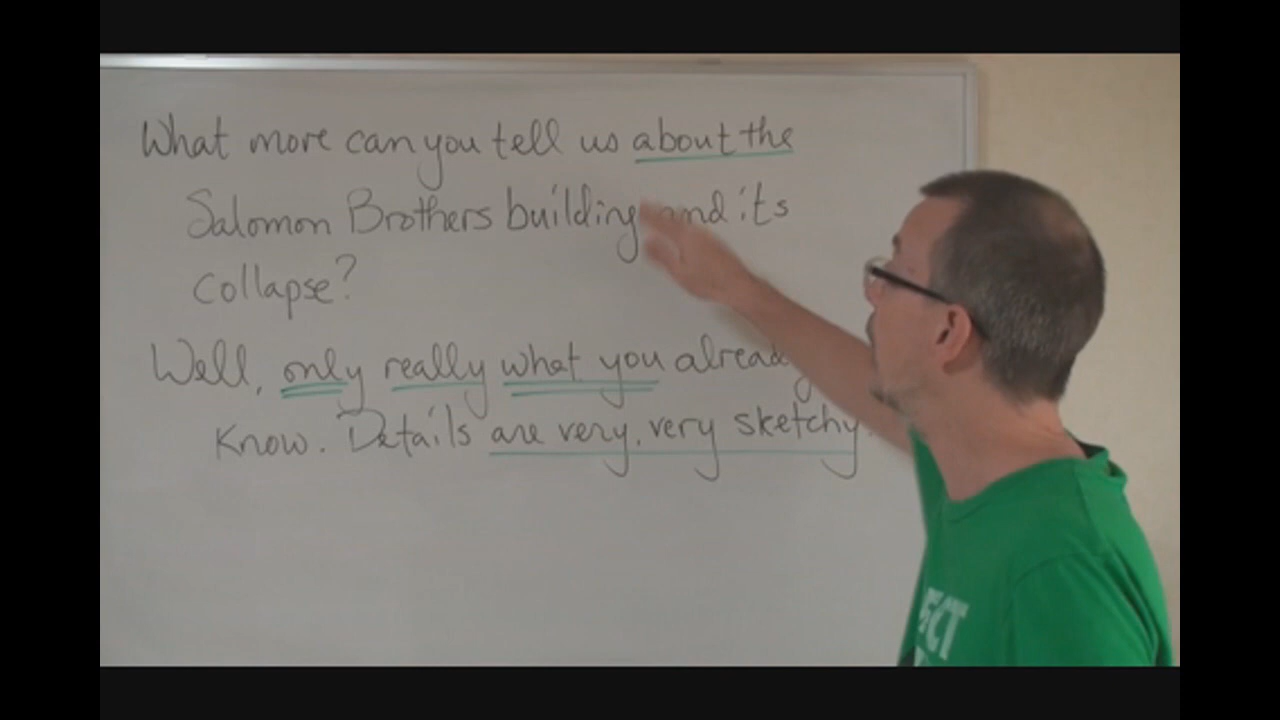 What more can you tell us about the
Salomon Brothers building and its
collapse?
Well, only really what you already
know. Details are very, very sketchy.